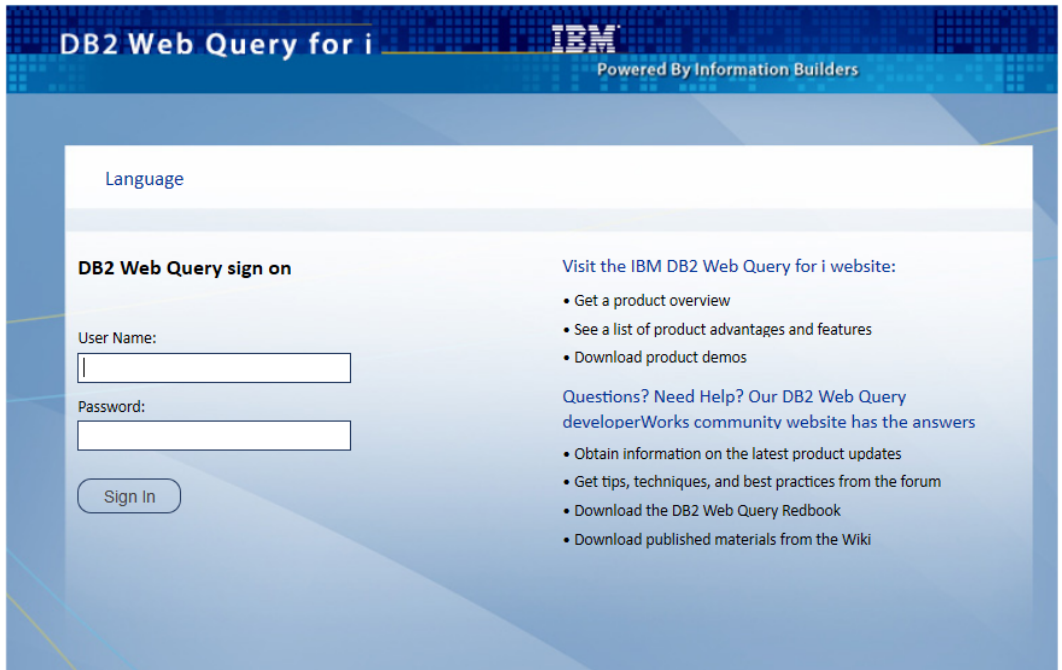 DB2 Web Query for i
IBM
Powered By Information Builders
Language
DB2 Web Query sign on
User Name:
Password:
Sign In
Visit the IBM DB2 Web Query for i website:
• Get a product overview
• See a list of product advantages and features
• Download product demos
Questions? Need Help? Our DB2 Web Query
developerWorks community website has the answers
• Obtain information on the latest product updates
• Get tips, techniques, and best practices from the forum
• Download the DB2 Web Query Redbook
• Download published materials from the Wiki